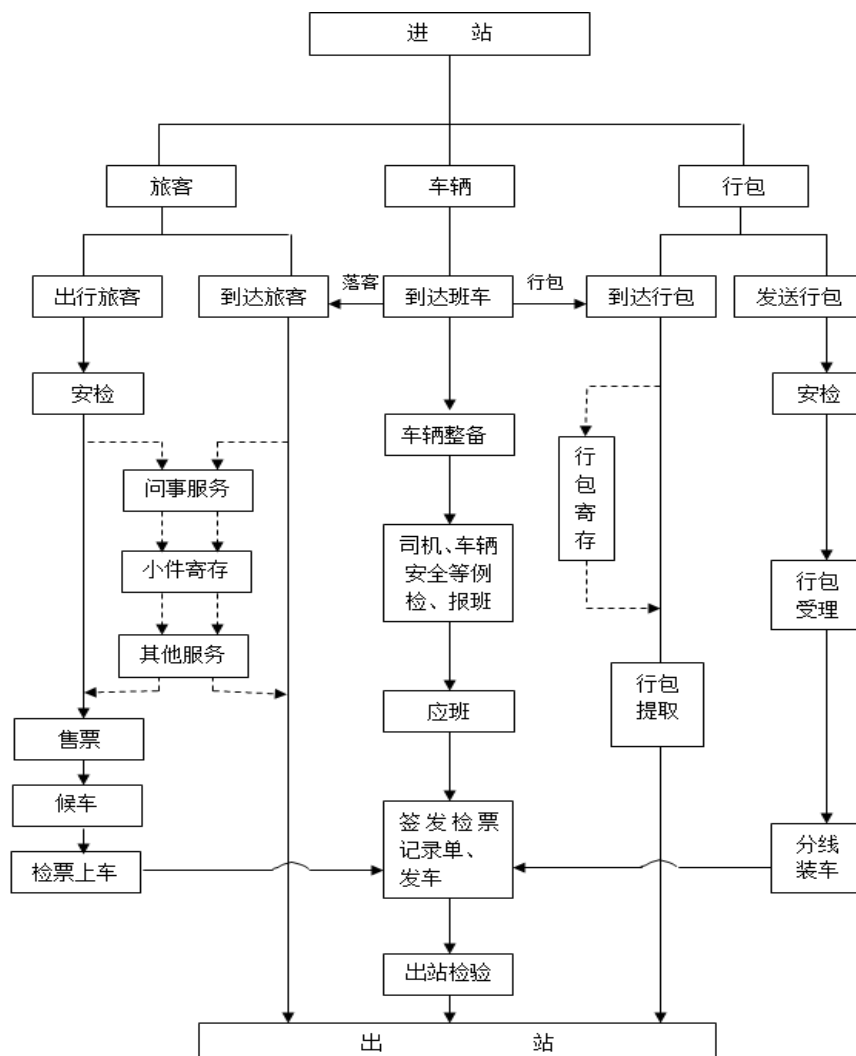 进 站
旅客
车辆
行包
出行旅客
到达旅客
落客
到达班车
行包
到达行包
发送行包
安检
安检
车辆整备
行
包
寄
存
问事服务
司机、车辆
安全等例
检、报班
小件寄存
行包
受理
其他服务
行包
提取
应班
售票
候车
签发检票
记录单、
发车
分线
装车
检票上车
出站检验
出 站